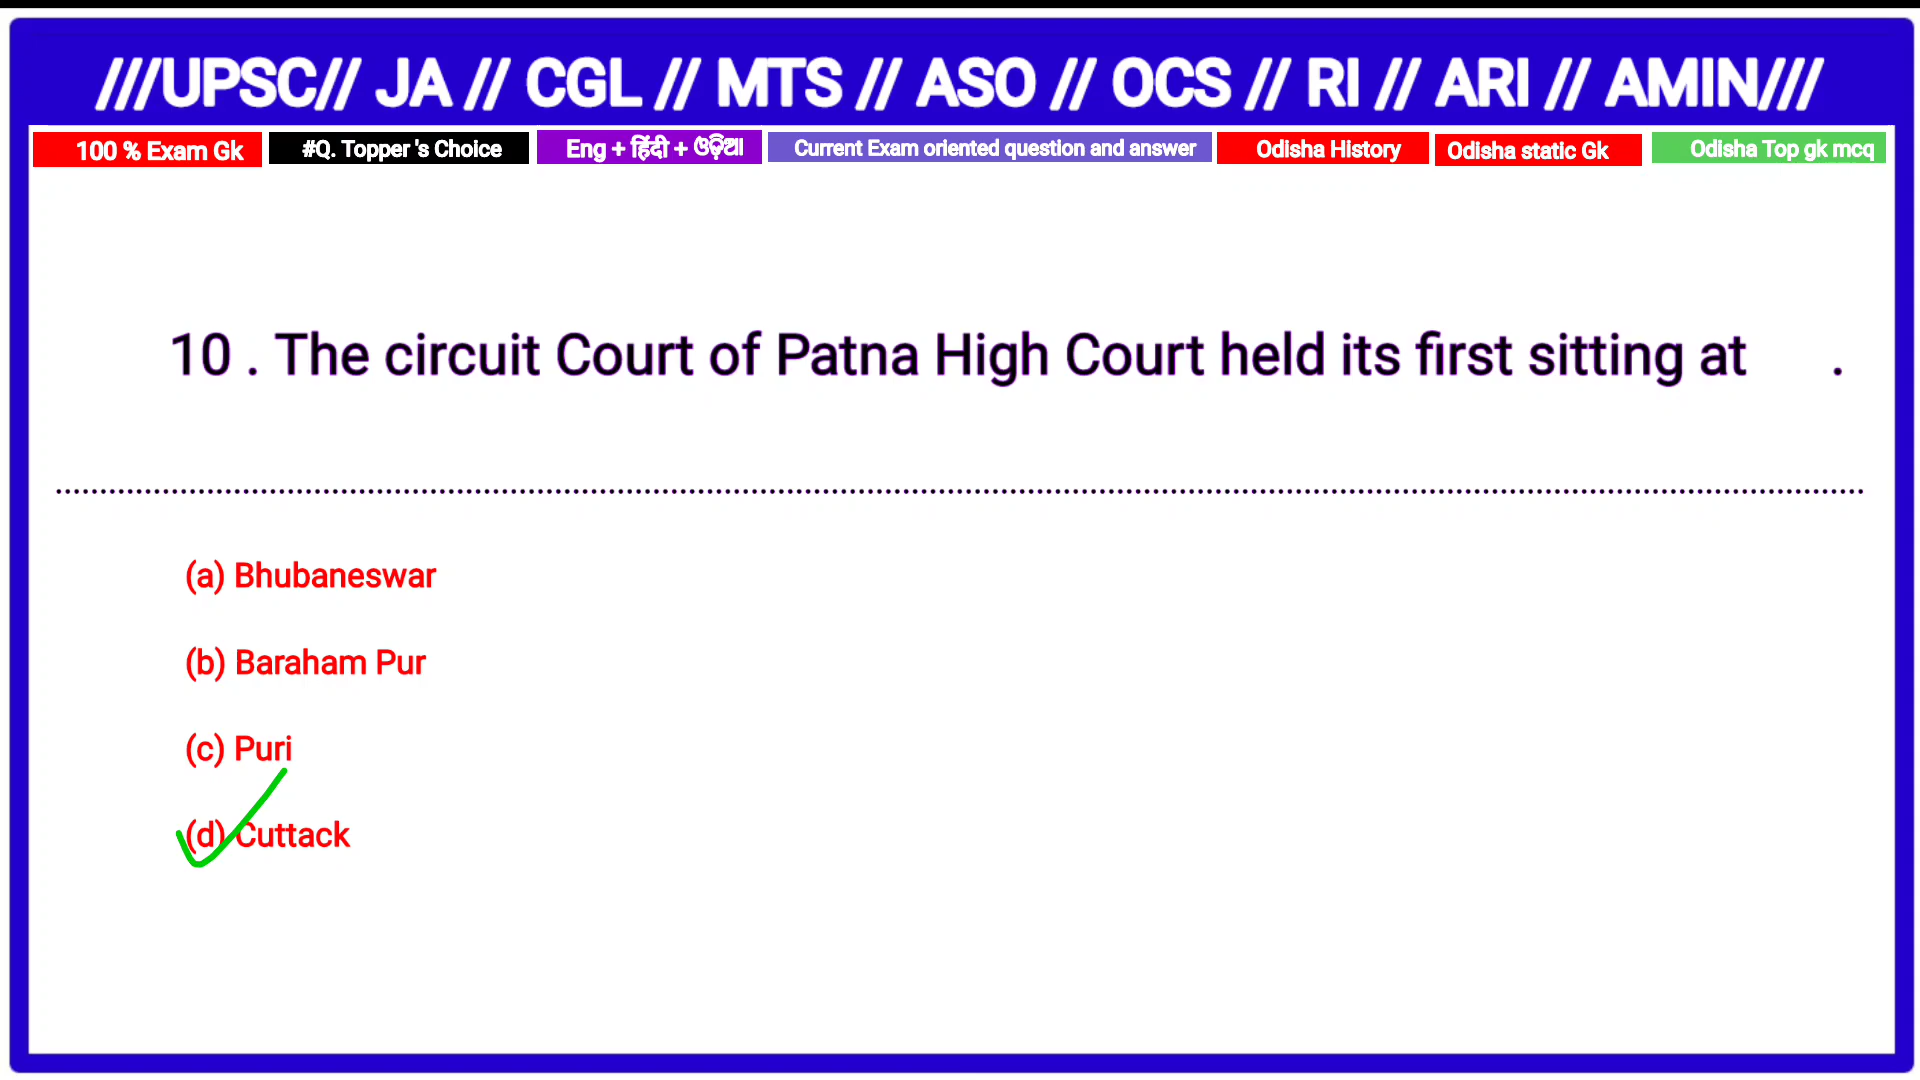 ///UPSC// JA // CGL // MTS // ASO // OCS // RI // ARI // AMIN///
100 % Exam Gk #Q. Topper 's Choice Eng + हिंदी + ଓଡ଼ିଆ Current Exam oriented question and answer Odisha History Odisha static Gk Odisha Top gk mcq
10 . The circuit Court of Patna High Court held its first sitting at .
(a) Bhubaneswar
(b) Baraham Pur
(c) Puri
(d) Cuttack